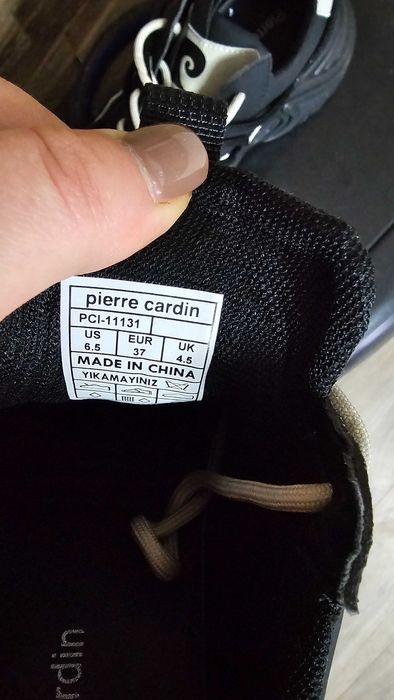 pierre cardin
PCI-11131
US EUR UK
6.5 37 4.5
MADE IN CHINA
YIKAMAYINIZ
rdin